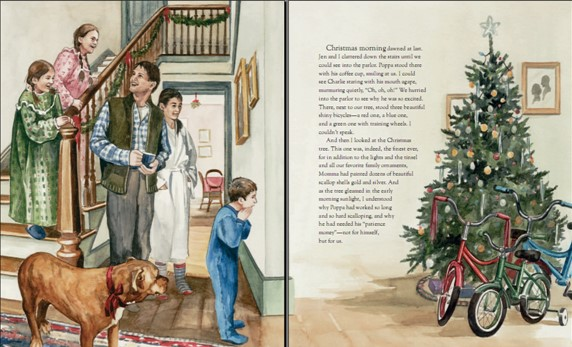 Christmas morning dawned at last.
Jen and I clattered down the stairs until we
could see into the parlor. Poppa stood there
with his coffee cup, smiling at us. I could
see Charlie staring with his mouth agape,
murmuring quietly, "Oh, oh, oh!" We hurried
into the parlor to see why he was so excited.
There, next to our tree, stood three beautiful
shiny bicycles—a red one, a blue one,
and a green one with training wheels. I
couldn't speak.
And then I looked at the Christmas
tree. This one was, indeed, the finest ever,
for in addition to the lights and the tinsel
and all our favorite family ornaments,
Momma had painted dozens of beautiful
scallop shells gold and silver. And
as the tree gleamed in the early
morning sunlight, I understood
why Poppa had worked so long
and so hard scalloping, and why
he had needed his "patience
money"—not for himself,
but for us.